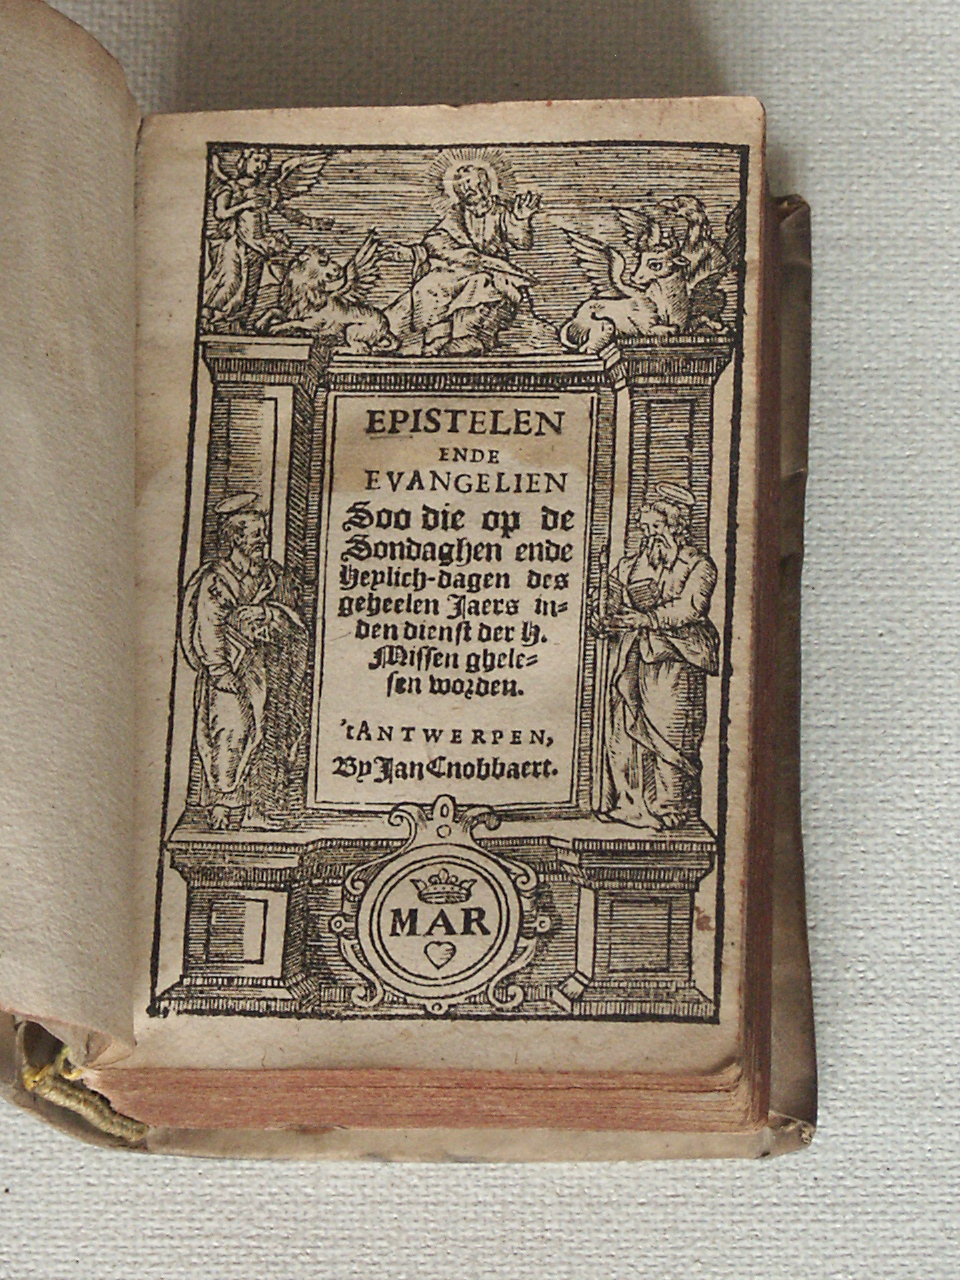 EPISTELEN
ENDE
EVANGELIEN
Soo die op de
Sondaghen ende
Heylich-dagen des
geheelen Jaers in-
den dienst der H.
Missen ghele-
sen worden.
'tANTWERPEN,
By Jan Cnobbaert.
MAR